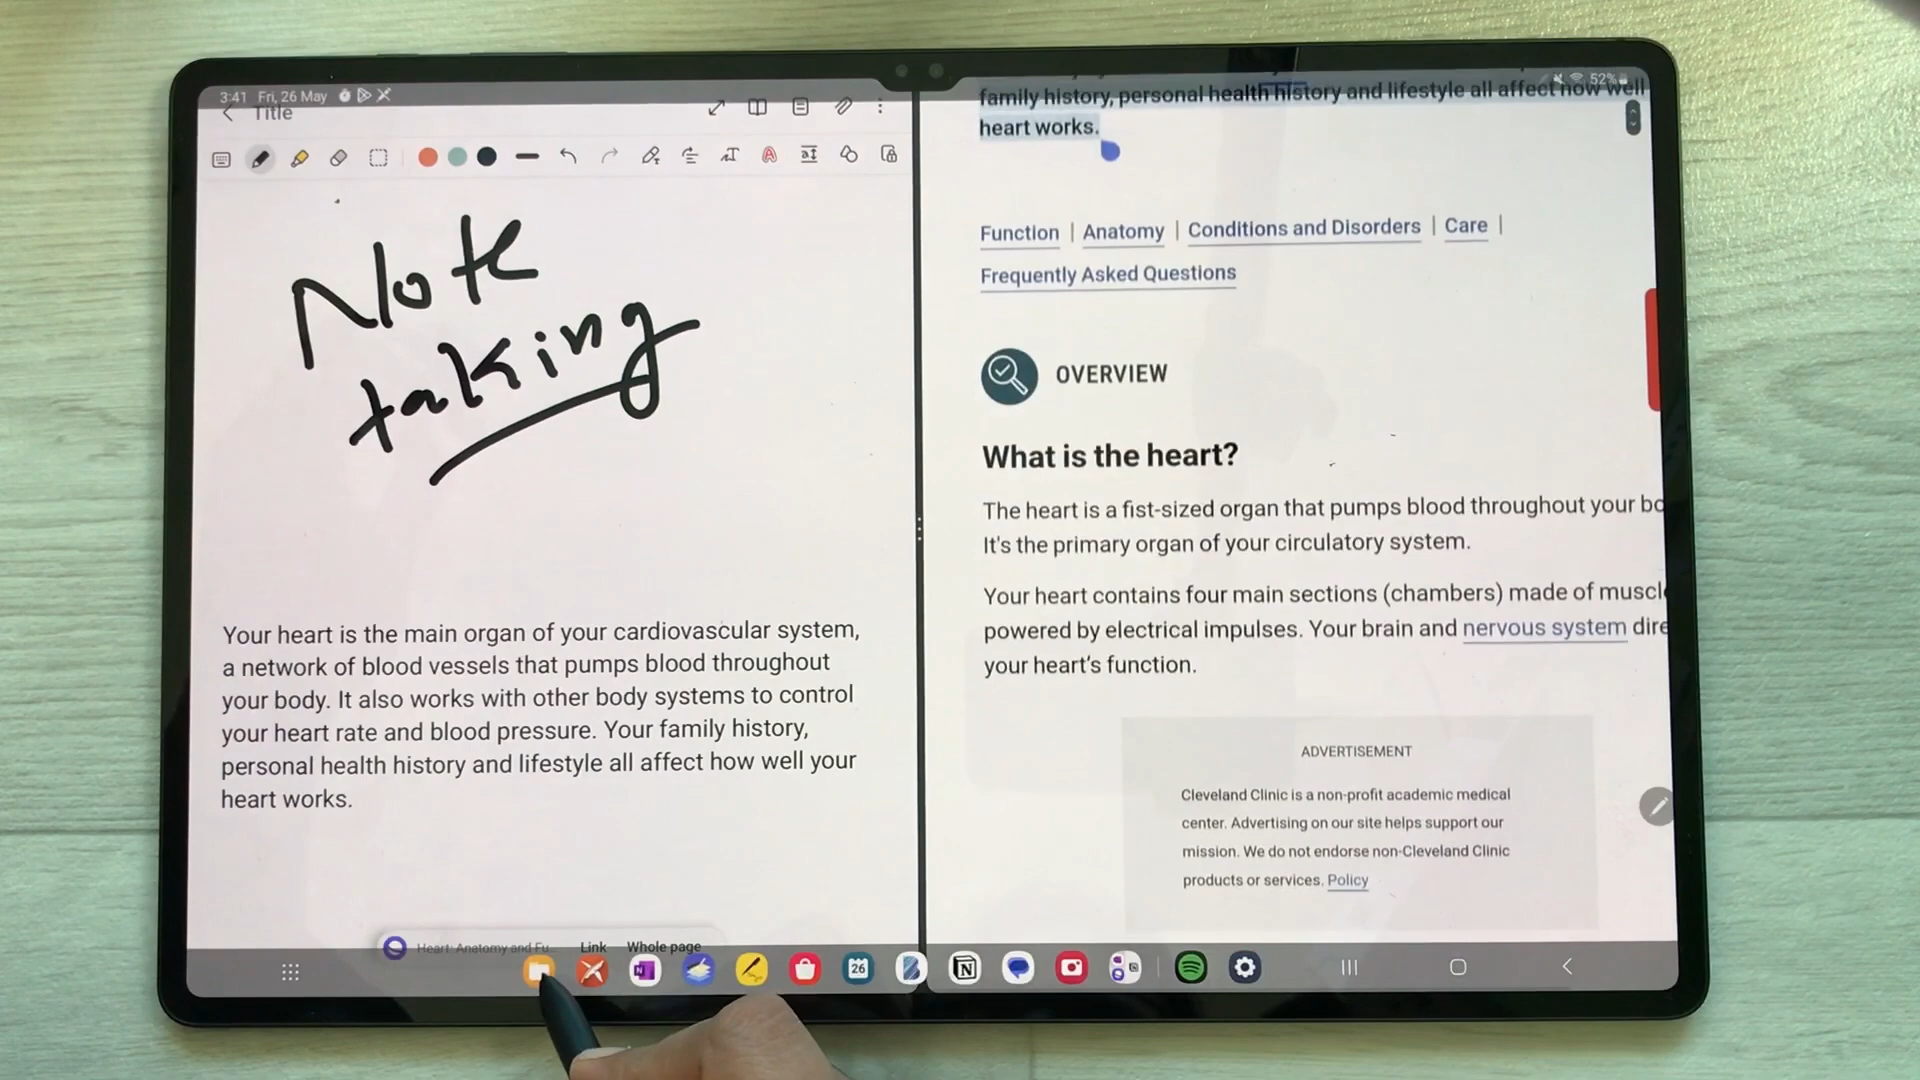 3:41 Fri, 26 May
52%
Title
Note
taking
Your heart is the main organ of your cardiovascular system,
a network of blood vessels that pumps blood throughout
your body. It also works with other body systems to control
your heart rate and blood pressure. Your family history,
personal health history and lifestyle all affect how well your
heart works.
Heart: Anatomy and Fu...
Link
Whole page
26
family history, personal health history and lifestyle all affect how well
heart works.
Function | Anatomy | Conditions and Disorders | Care |
Frequently Asked Questions
OVERVIEW
What is the heart?
The heart is a fist-sized organ that pumps blood throughout your bo
It's the primary organ of your circulatory system.
Your heart contains four main sections (chambers) made of muscle
powered by electrical impulses. Your brain and nervous system dire
your heart's function.
ADVERTISEMENT
Cleveland Clinic is a non-profit academic medical
center. Advertising on our site helps support our
mission. We do not endorse non-Cleveland Clinic
products or services. Policy